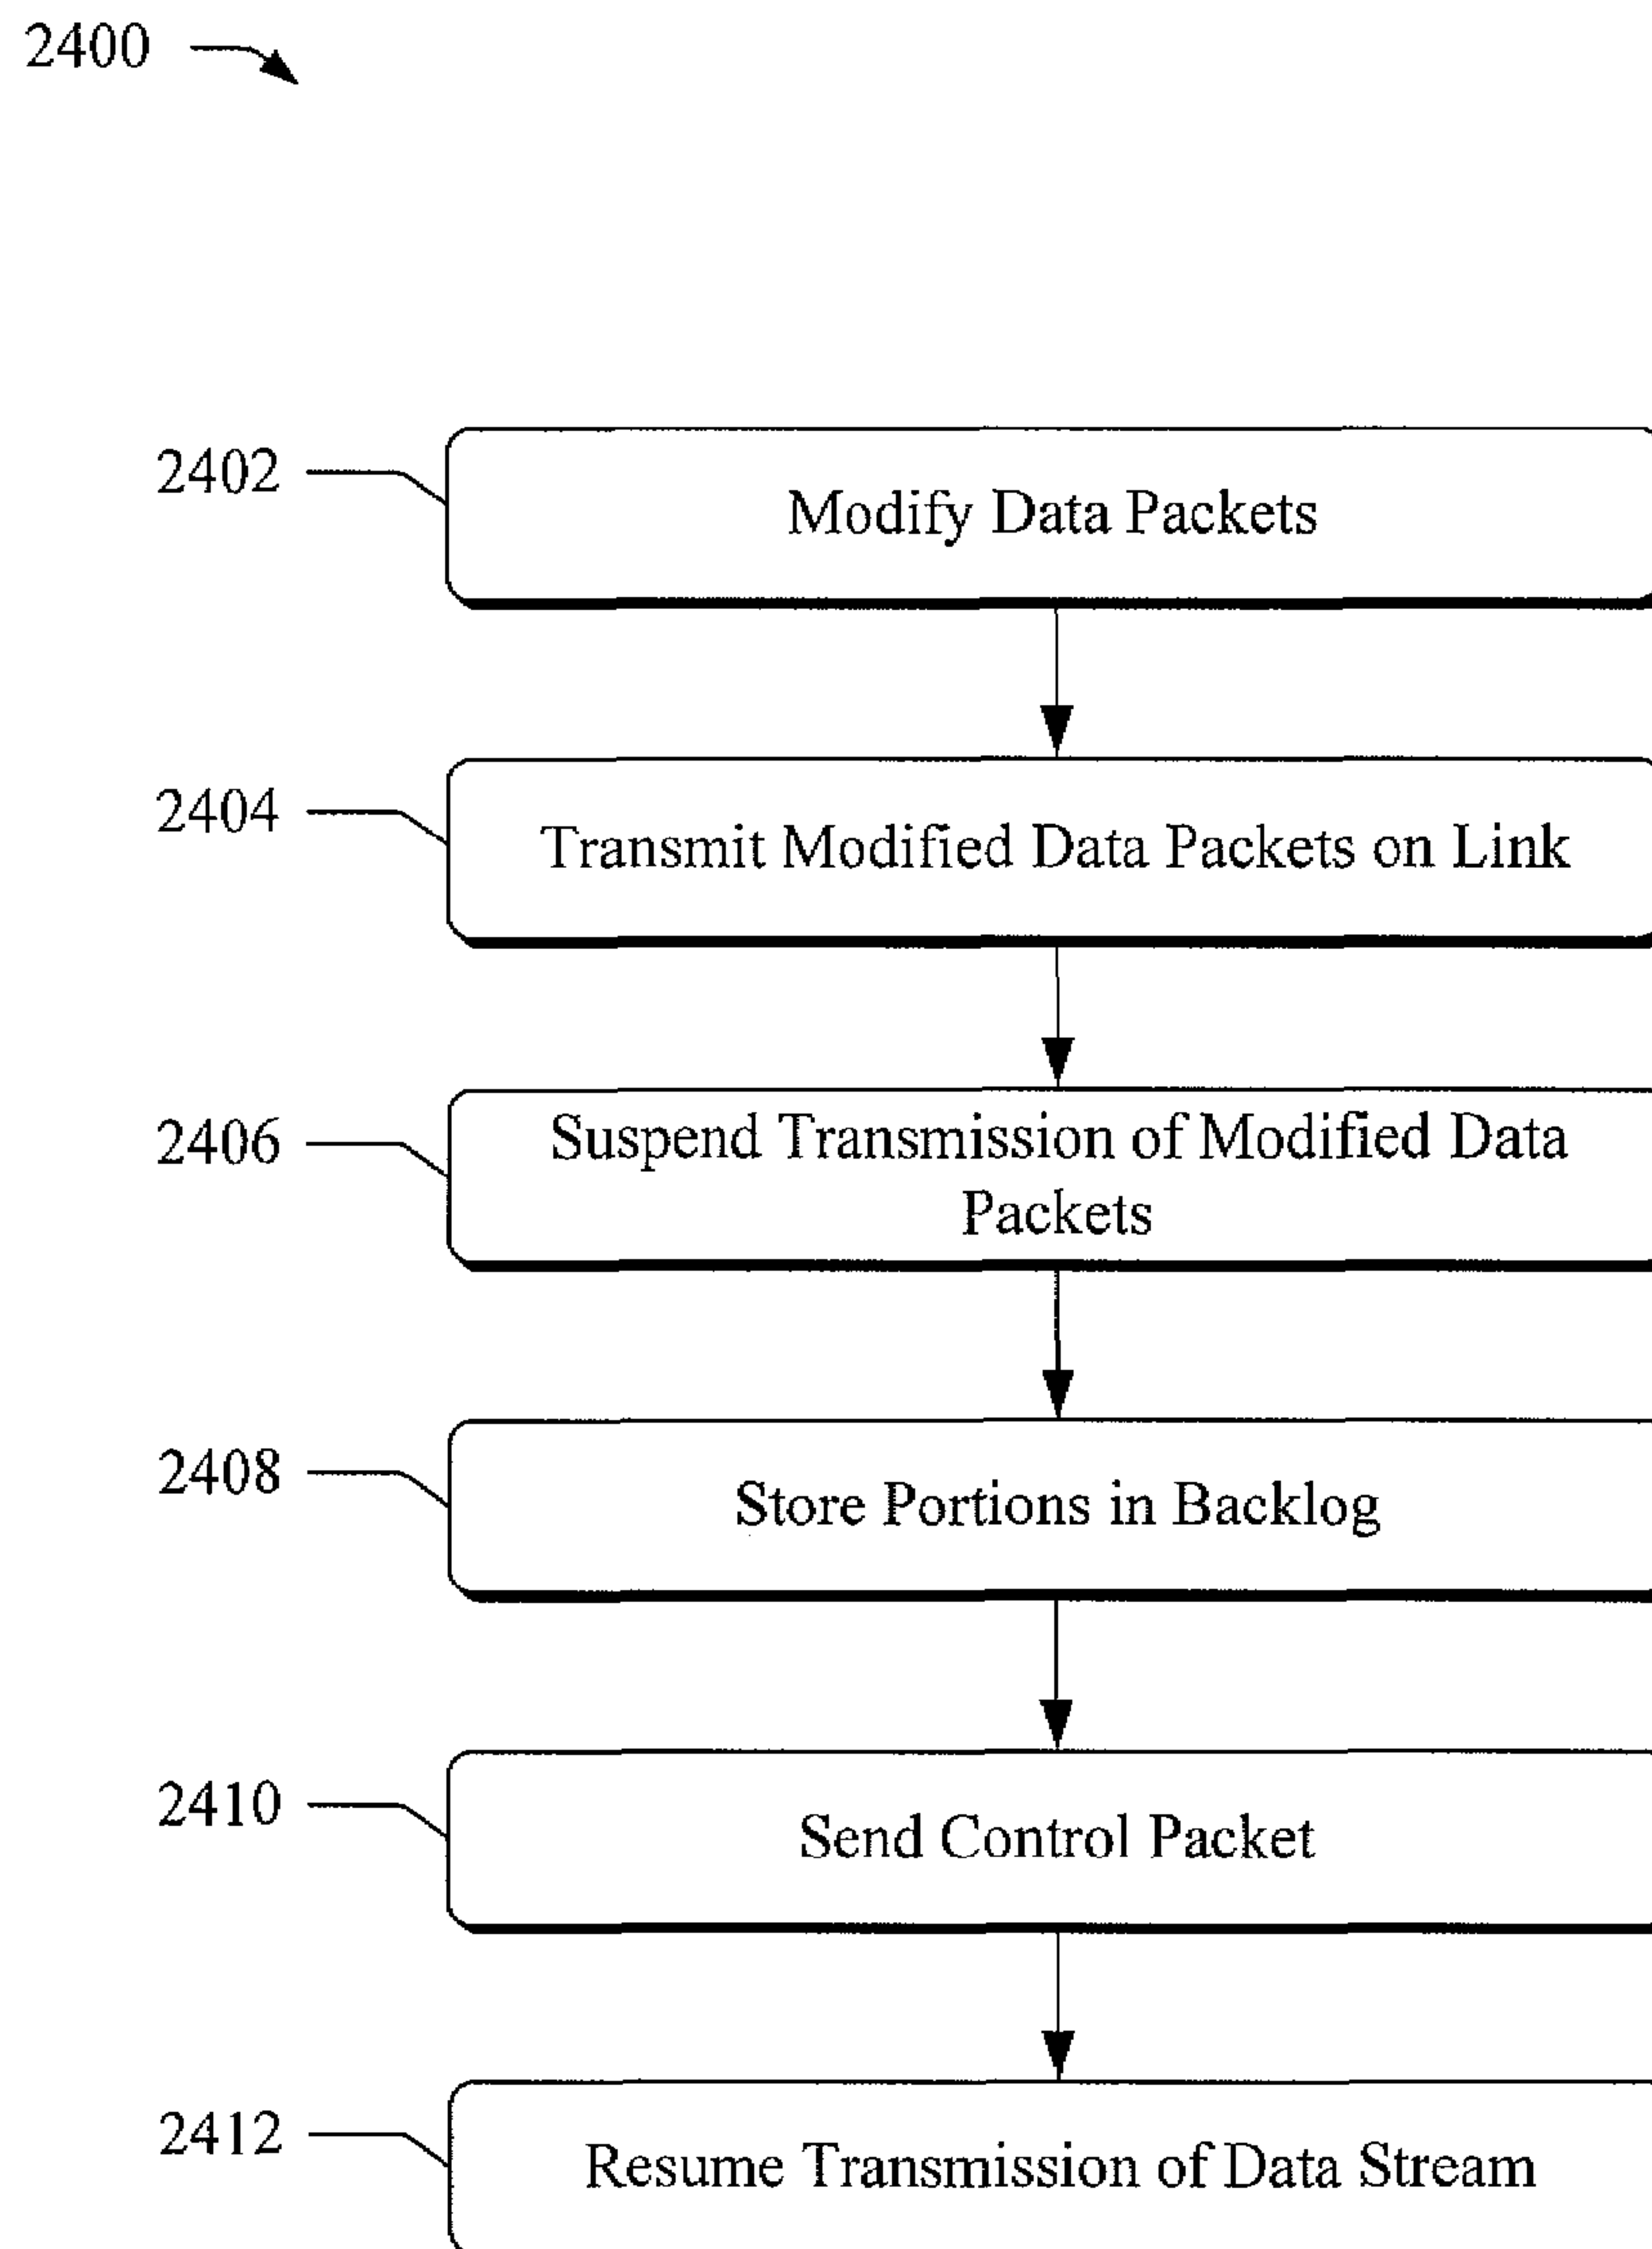 2400
2402
Modify Data Packets
2404
Transmit Modified Data Packets on Link
2406
Suspend Transmission of Modified Data
Packets
2408
Store Portions in Backlog
2410
Send Control Packet
2412
Resume Transmission of Data Stream